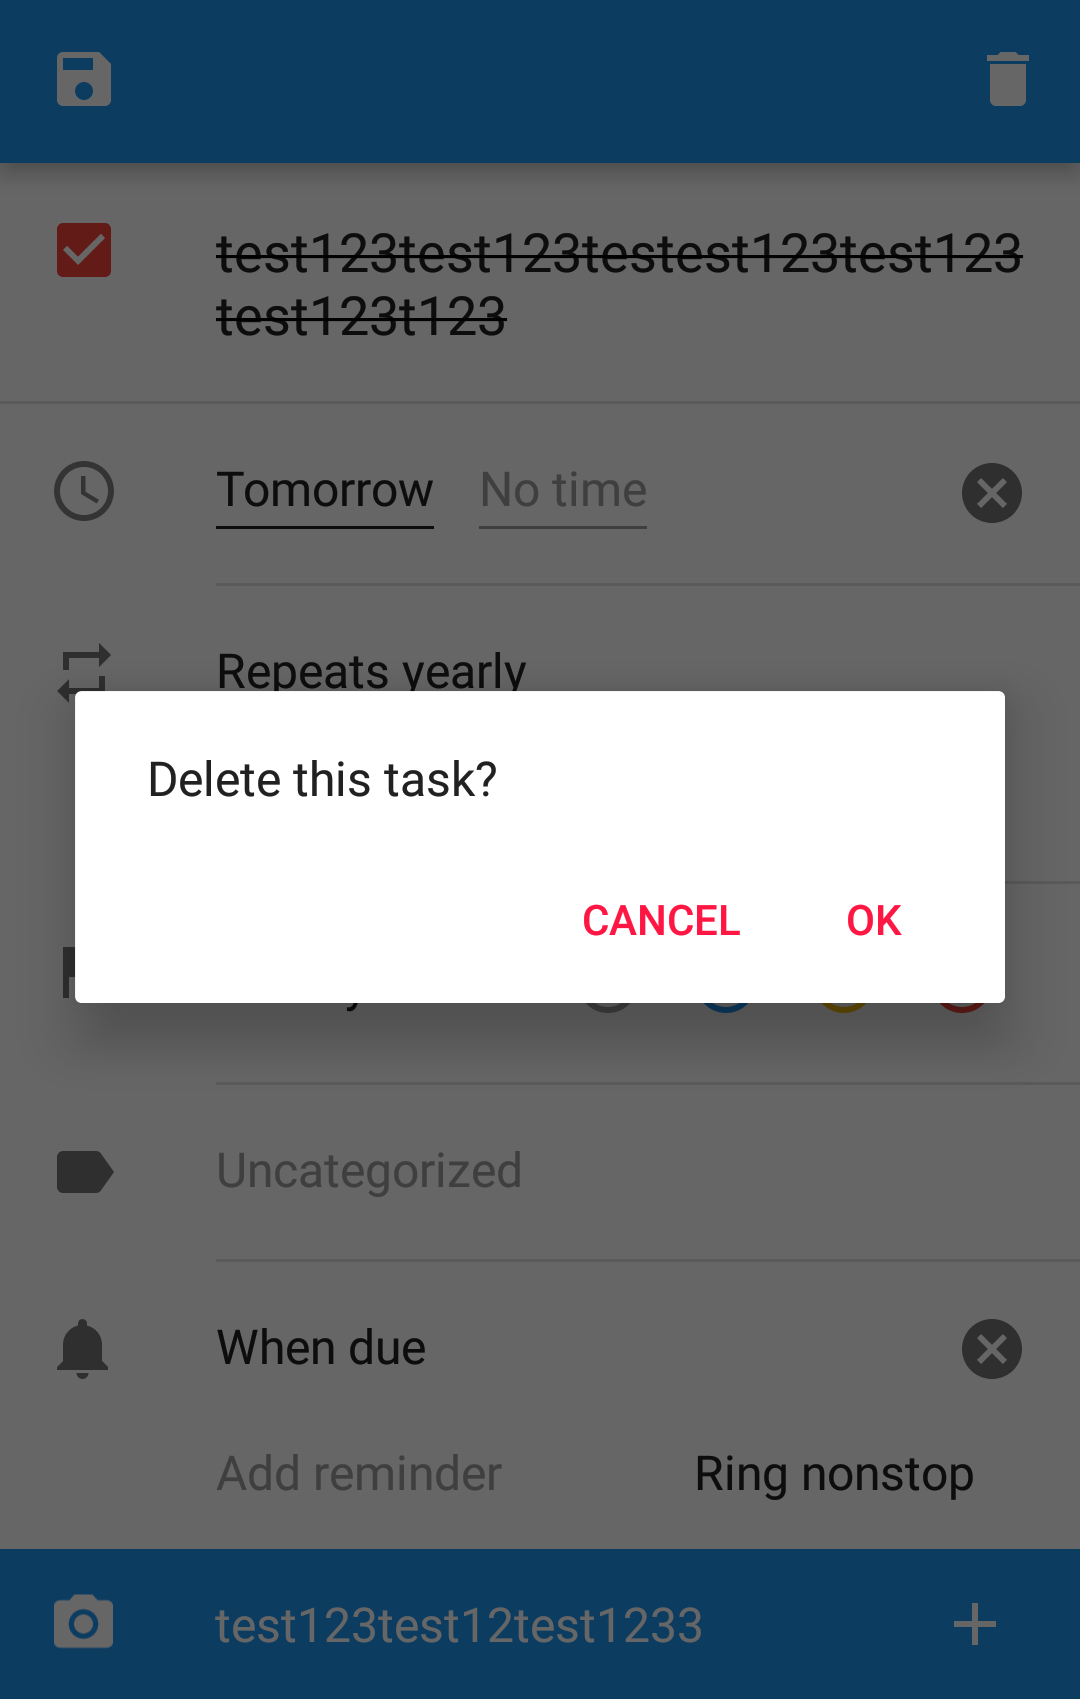 test123test123testest123test123
test123t123
Tomorrow No time
Repeats yearly
Delete this task?
CANCEL OK
Uncategorized
When due
Add reminder Ring nonstop
test123test12test1233